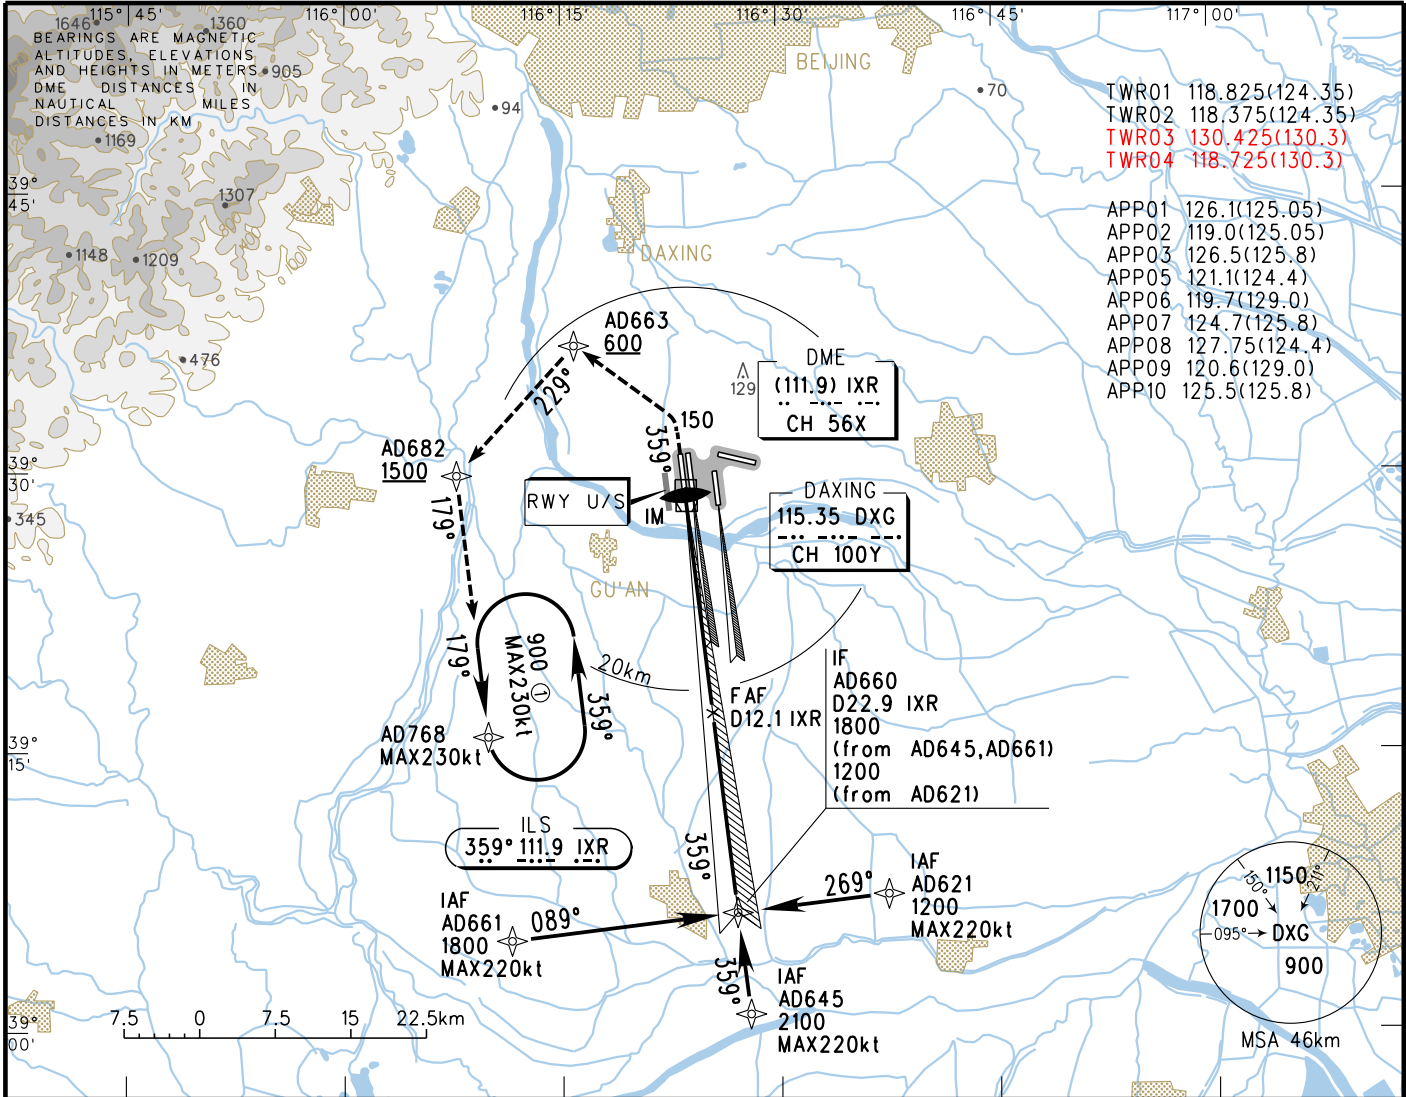 115° 45'
116° 00'
116° 15'
116° 30'
116° 45'
117° 00'
1646
1360
BEARINGS ARE MAGNETIC
ALTITUDES, ELEVATIONS
AND HEIGHTS IN METERS
DME DISTANCES IN
NAUTICAL MILES
DISTANCES IN KM
905
94
70
BEIJING
1169
1307
1148
1209
476
345
39°
45'
39°
30'
39°
15'
39°
00'
TWR01 118.825(124.35)
TWR02 118.375(124.35)
TWR03 130.425(130.3)
TWR04 118.725(130.3)
APP01 126.1(125.05)
APP02 119.0(125.05)
APP03 126.5(125.8)
APP05 121.1(124.4)
APP06 119.7(129.0)
APP07 124.7(125.8)
APP08 127.75(124.4)
APP09 120.6(129.0)
APP10 125.5(125.8)
DAXING
AD663
600
229°
129
DME
(111.9) IXR
CH 56X
150
359°
AD682
1500
179°
RWY U/S
IM
DAXING
115.35 DXG
CH 100Y
GU'AN
179°
900 ①
MAX230kt
359°
20km
AD768
MAX230kt
FAF
D12.1 IXR
IF
AD660
D22.9 IXR
1800
(from AD645,AD661)
1200
(from AD621)
ILS
359° 111.9 IXR
359°
IAF
AD661
1800
MAX220kt
089°
269°
IAF
AD621
1200
MAX220kt
359°
IAF
AD645
2100
MAX220kt
1150
150°
211°
1700
095°
DXG
900
MSA 46km
7.5 0 7.5 15 22.5km